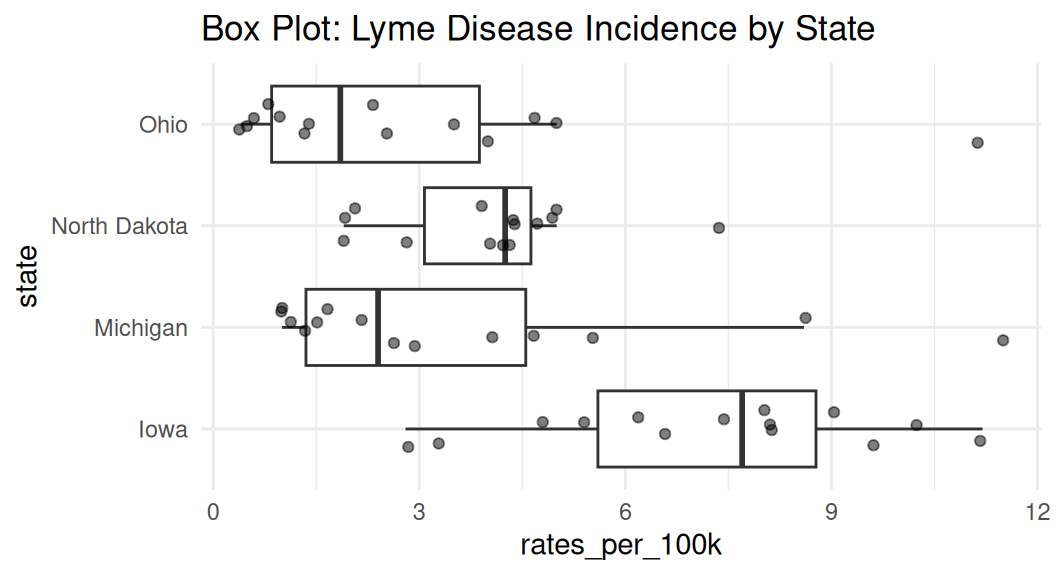 Box Plot: Lyme Disease Incidence by State
state
Ohio
North Dakota
Michigan
Iowa
0 3 6 9 12
rates_per_100k